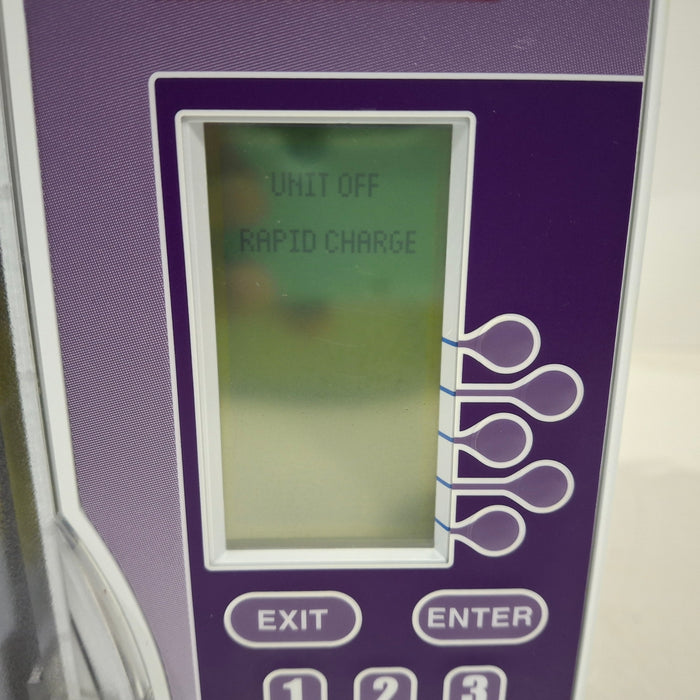 UNIT OFF
RAPID CHARGE
EXIT ENTER
1 2 3